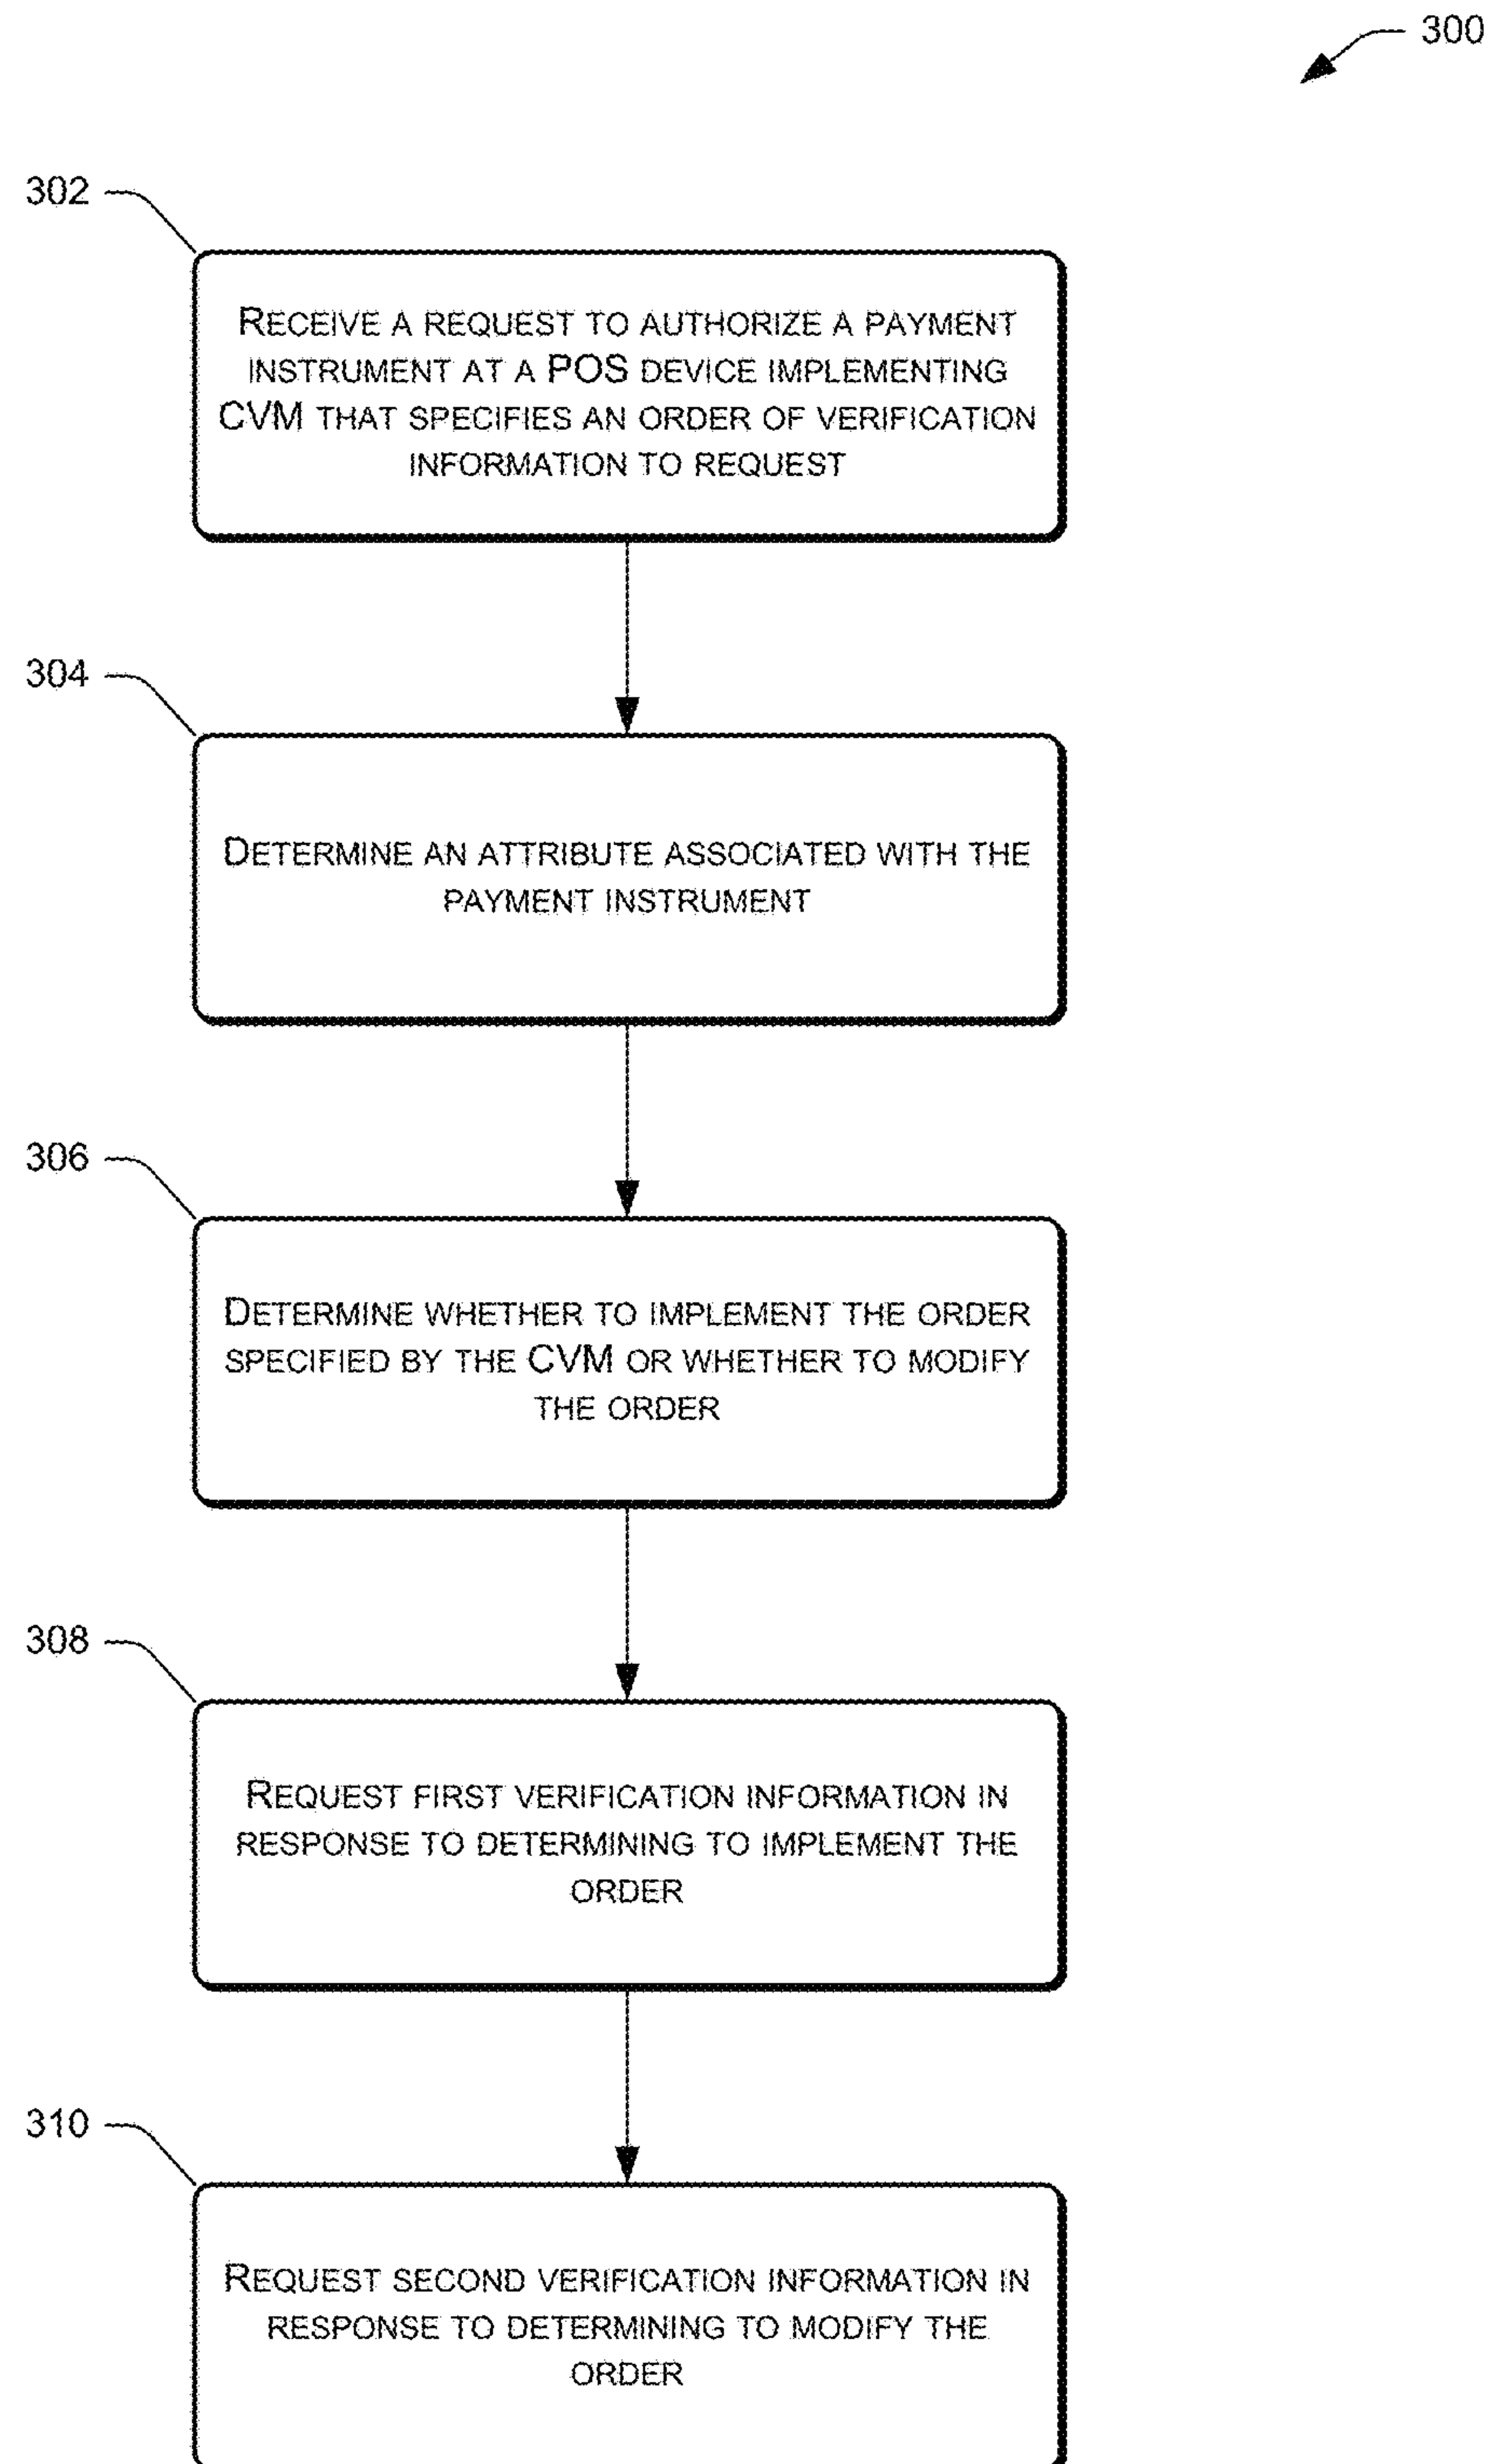 300
302
RECEIVE A REQUEST TO AUTHORIZE A PAYMENT
INSTRUMENT AT A POS DEVICE IMPLEMENTING
CVM THAT SPECIFIES AN ORDER OF VERIFICATION
INFORMATION TO REQUEST
304
DETERMINE AN ATTRIBUTE ASSOCIATED WITH THE
PAYMENT INSTRUMENT
306
DETERMINE WHETHER TO IMPLEMENT THE ORDER
SPECIFIED BY THE CVM OR WHETHER TO MODIFY
THE ORDER
308
REQUEST FIRST VERIFICATION INFORMATION IN
RESPONSE TO DETERMINING TO IMPLEMENT THE
ORDER
310
REQUEST SECOND VERIFICATION INFORMATION IN
RESPONSE TO DETERMINING TO MODIFY THE
ORDER